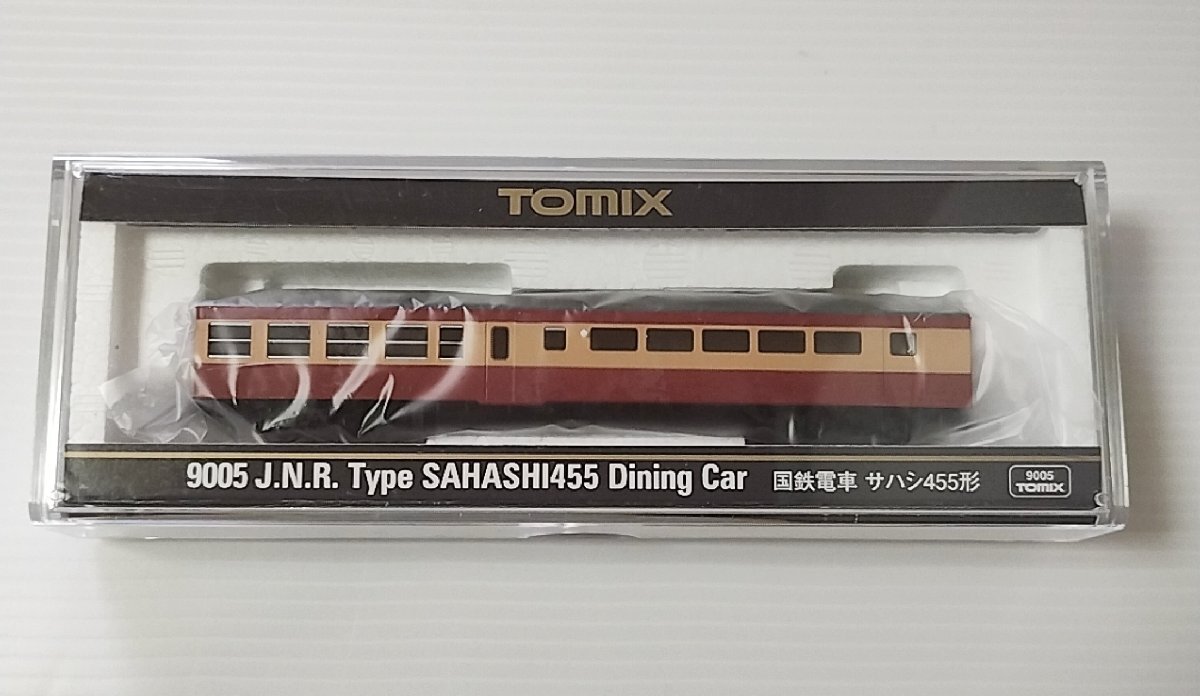 TOMIX
9005 J.N.R. Type SAHASHI455 Dining Car 国鉄電車 サハシ455形
9005
TOMIX